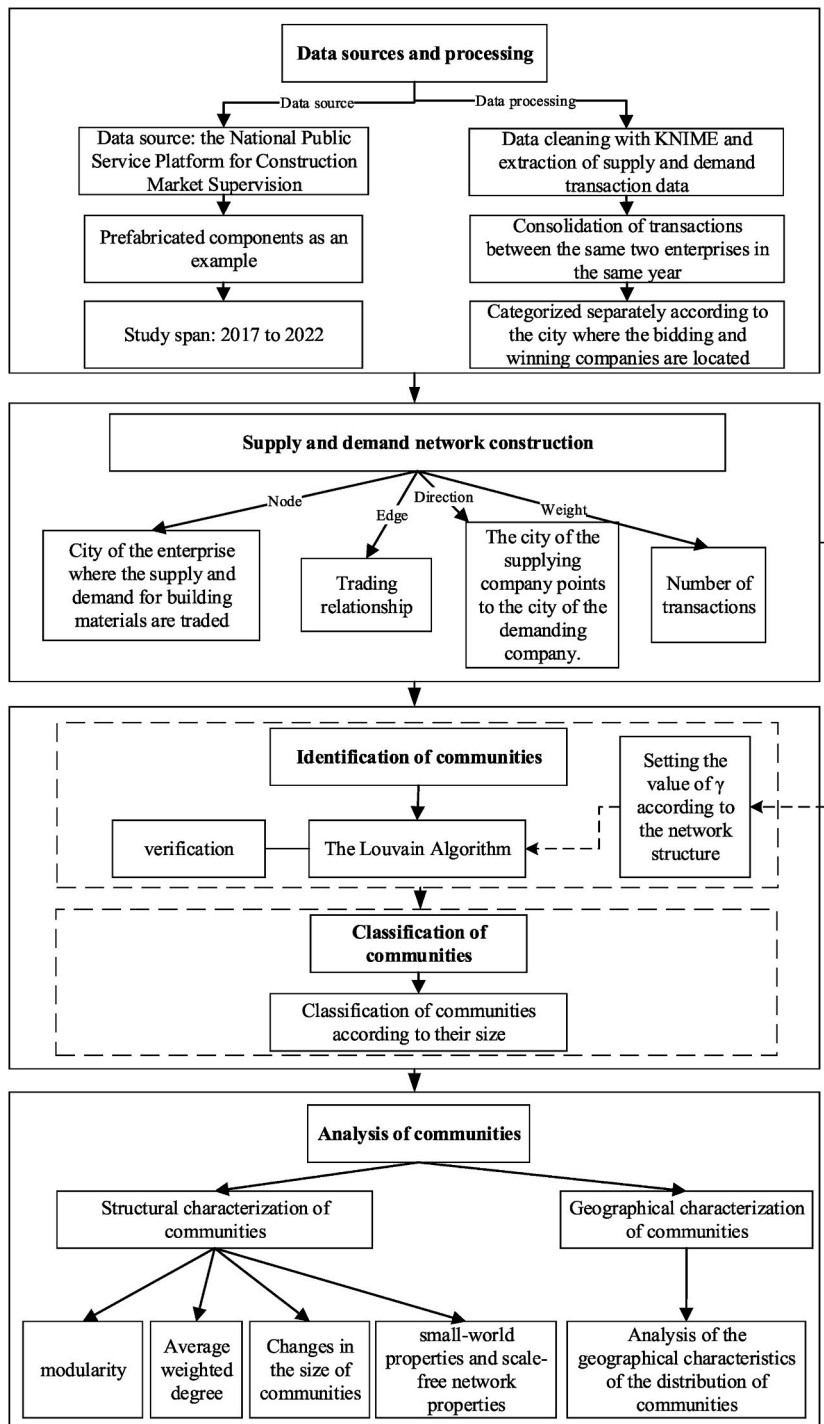 Data sources and processing
Data source
Data processing
Data source: the National Public
Service Platform for Construction
Market Supervision
Data cleaning with KNIME and
extraction of supply and demand
transaction data
Prefabricated components as an
example
Consolidation of transactions
between the same two enterprises in
the same year
Study span: 2017 to 2022
Categorized separately according to
the city where the bidding and
winning companies are located
Supply and demand network construction
Node
Edge
Direction
Weight
City of the enterprise
where the supply and
demand for building
materials are traded
Trading
relationship
The city of the
supplying
company points
to the city of the
demanding
company.
Number of
transactions
Identification of communities
Setting the
value of γ
according to
the network
structure
verification
The Louvain Algorithm
Classification of
communities
Classification of communities
according to their size
Analysis of communities
Structural characterization of
communities
Geographical characterization
of communities
modularity
Average
weighted
degree
Changes in
the size of
communities
small-world
properties and scale-
free network
properties
Analysis of the
geographical characteristics
of the distribution of
communities